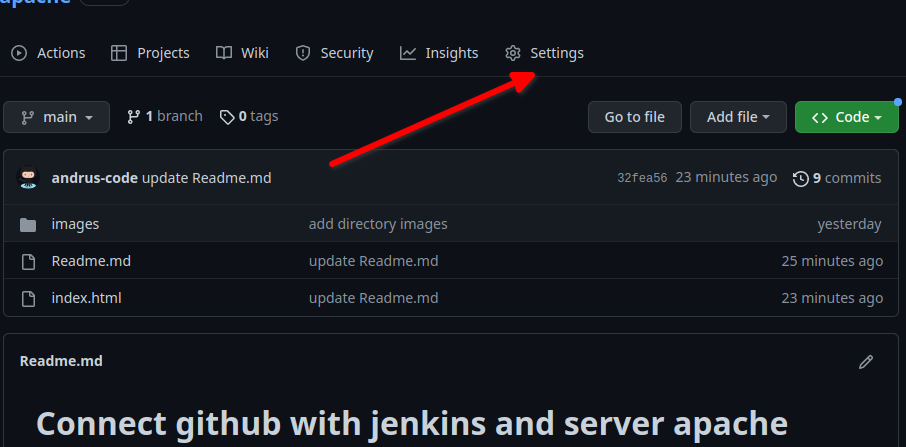 apache
Actions Projects Wiki Security Insights Settings
main 1 branch 0 tags Go to file Add file Code
andrus-code update Readme.md 32fea56 23 minutes ago 9 commits
images add directory images yesterday
Readme.md update Readme.md 25 minutes ago
index.html update Readme.md 23 minutes ago
Readme.md
Connect github with jenkins and server apache